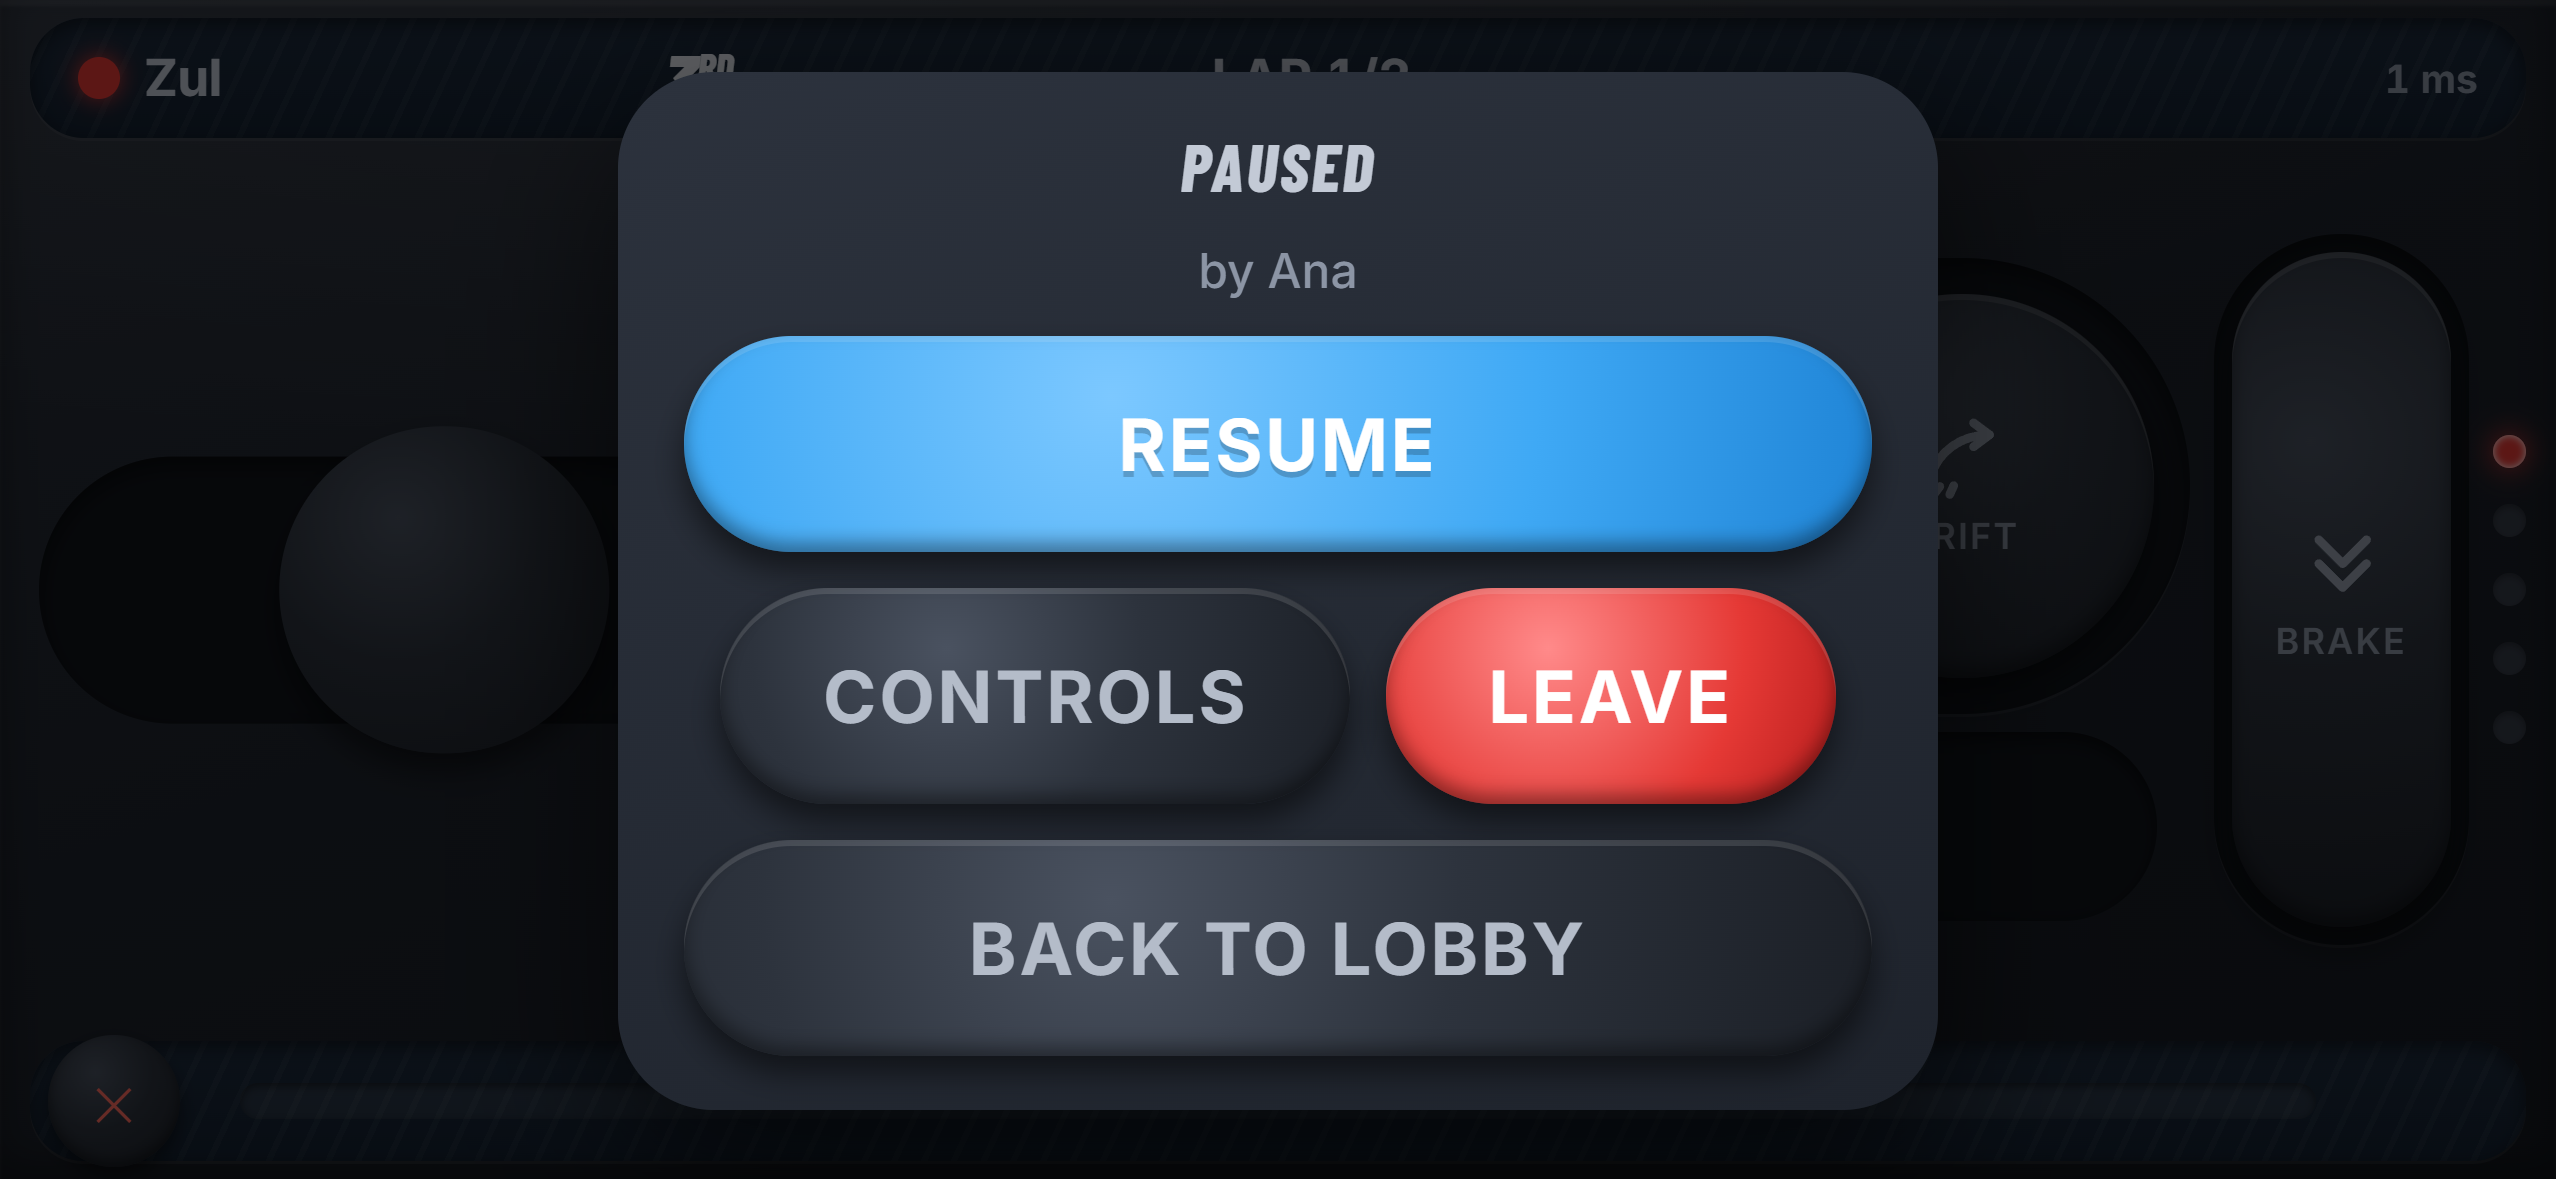 Zul
1 ms
PAUSED
by Ana
RESUME
CONTROLS
LEAVE
BACK TO LOBBY
BRAKE